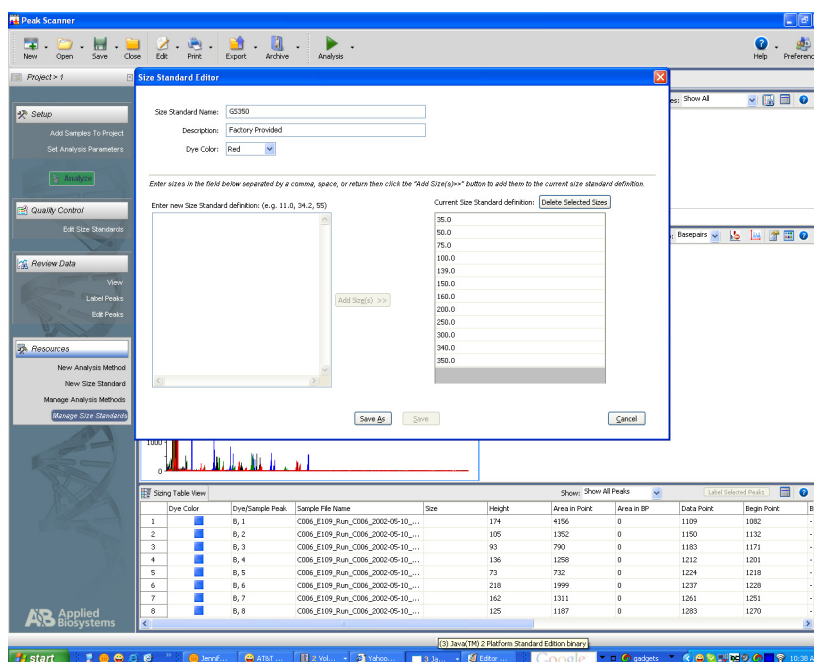 Peak Scanner
New Open Save Close Edit Print Export Archive Analysis Help Preferenc
Project > 1
Size Standard Editor
Setup
Add Samples To Project
Set Analysis Parameters
Analyze
Quality Control
Edit Size Standards
Review Data
View
Label Peaks
Edit Peaks
Resources
New Analysis Method
New Size Standard
Manage Analysis Methods
Manage Size Standards
AB Applied
Biosystems
Size Standard Name: GS350
Description: Factory Provided
Dye Color: Red
Enter sizes in the field below separated by a comma, space, or return then click the "Add Size(s)>>" button to add them to the current size standard definition.
Enter new Size Standard definition: (e.g. 11.0, 34.2, 55)
Current Size Standard definition: Delete Selected Sizes
35.0
50.0
75.0
100.0
139.0
150.0
160.0
200.0
250.0
300.0
340.0
350.0
Add Size(s) >>
Save As Save Cancel
es: Show All
Basepairs
1000
0
Sizing Table View Show: Show All Peaks Label Selected Peaks
Dye Color Dye/Sample Peak Sample File Name Size Height Area in Point Area in BP Data Point Begin Point B
1 B, 1 C006_E109_Run_C006_2002-05-10_... 174 4156 0 1109 1082 -
2 B, 2 C006_E109_Run_C006_2002-05-10_... 105 1352 0 1150 1132 -
3 B, 3 C006_E109_Run_C006_2002-05-10_... 93 790 0 1183 1171 -
4 B, 4 C006_E109_Run_C006_2002-05-10_... 136 1258 0 1212 1201 -
5 B, 5 C006_E109_Run_C006_2002-05-10_... 73 732 0 1224 1218 -
6 B, 6 C006_E109_Run_C006_2002-05-10_... 218 1999 0 1237 1228 -
7 B, 7 C006_E109_Run_C006_2002-05-10_... 162 1311 0 1261 1251 -
8 B, 8 C006_E109_Run_C006_2002-05-10_... 125 1187 0 1283 1270 -
(3) Java(TM) 2 Platform Standard Edition binary
start Jennif... AT&T ... 2 Vol... Yahoo... 3 Ja... Editor ... Google gadgets 10:38 A